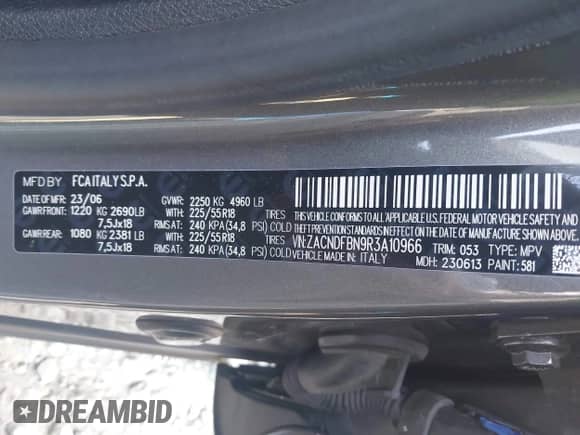 MFD BY FCA ITALY S.P.A.
DATE OF MFR: 23/06 GVWR: 2250 KG 4960 LB
GAWR FRONT: 1220 KG 2690LB WITH 225/55R18 TIRES
7,5Jx18 RIMS AT: 240 KPA (34,8 PSI) COLD
GAWR REAR: 1080 KG 2381 LB WITH 225/55R18 TIRES
7,5Jx18 RIMS AT: 240 KPA (34,8 PSI) COLD
THIS VEHICLE CONFORMS TO ALL APPLICABLE U.S. FEDERAL MOTOR VEHICLE SAFETY, BUMPER, AND THEFT PREVENTION
STANDARDS IN EFFECT ON THE DATE OF MANUFACTURE SHOWN ABOVE.
VIN: ZACNDFBN9R3A10966 TRIM: 053 TYPE: MPV
VEHICLE MADE IN: ITALY MDH: 230613 PAINT: 581
DREAMBID